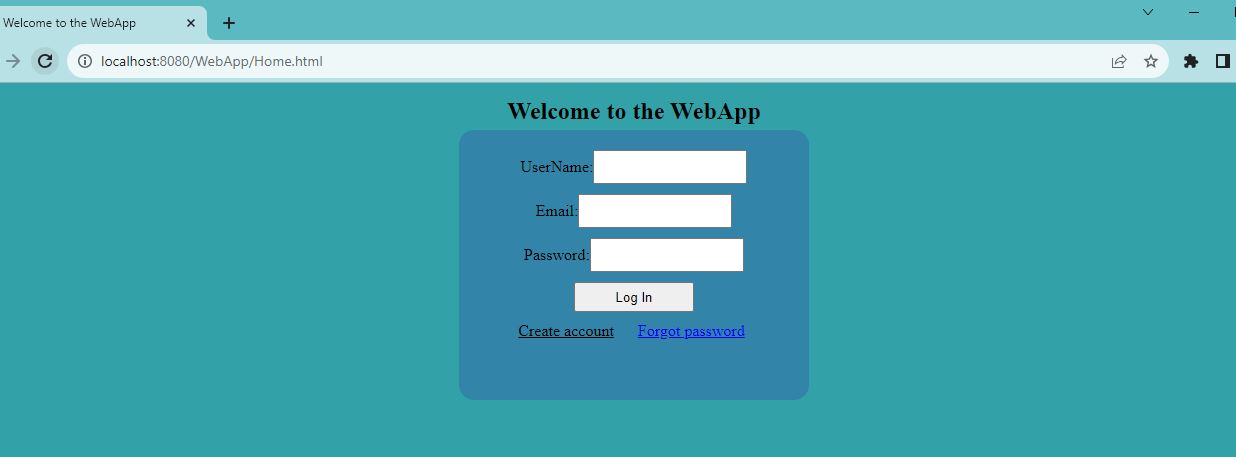 Welcome to the WebApp
localhost:8080/WebApp/Home.html
Welcome to the WebApp
UserName:
Email:
Password:
Log In
Create account Forgot password